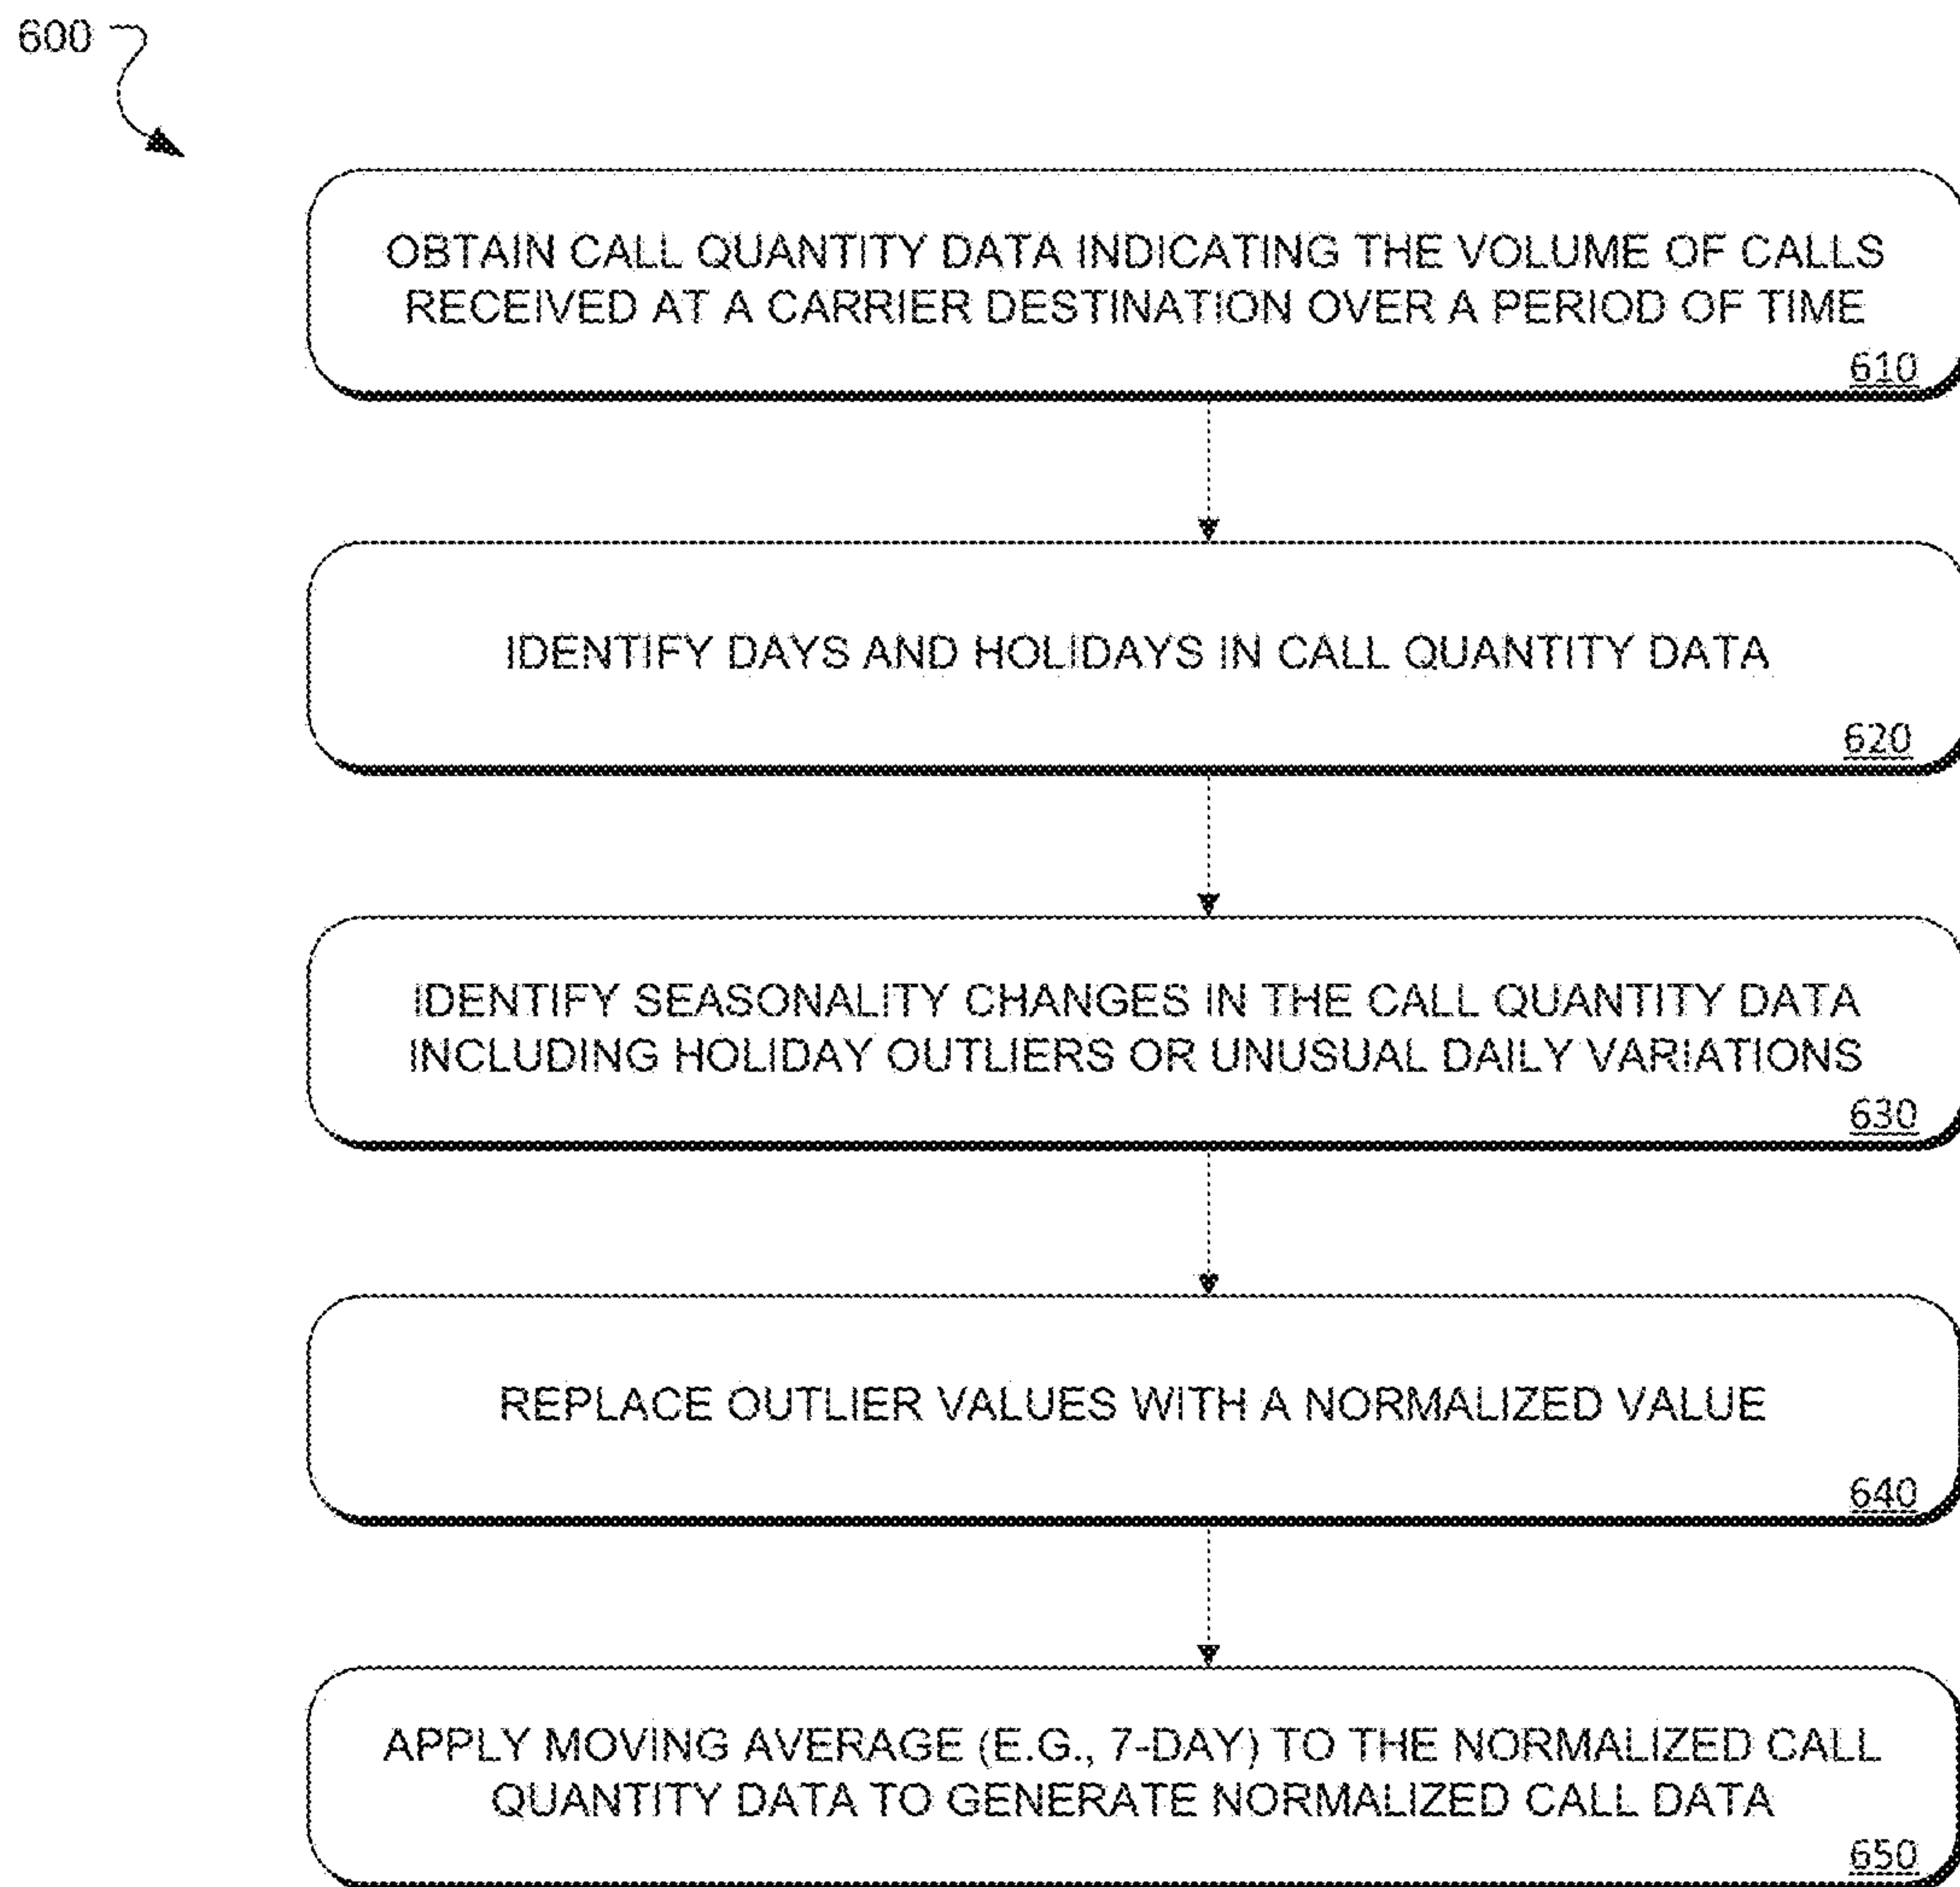 600
OBTAIN CALL QUANTITY DATA INDICATING THE VOLUME OF CALLS
RECEIVED AT A CARRIER DESTINATION OVER A PERIOD OF TIME
610
IDENTIFY DAYS AND HOLIDAYS IN CALL QUANTITY DATA
620
IDENTIFY SEASONALITY CHANGES IN THE CALL QUANTITY DATA
INCLUDING HOLIDAY OUTLIERS OR UNUSUAL DAILY VARIATIONS
630
REPLACE OUTLIER VALUES WITH A NORMALIZED VALUE
640
APPLY MOVING AVERAGE (E.G., 7-DAY) TO THE NORMALIZED CALL
QUANTITY DATA TO GENERATE NORMALIZED CALL DATA
650